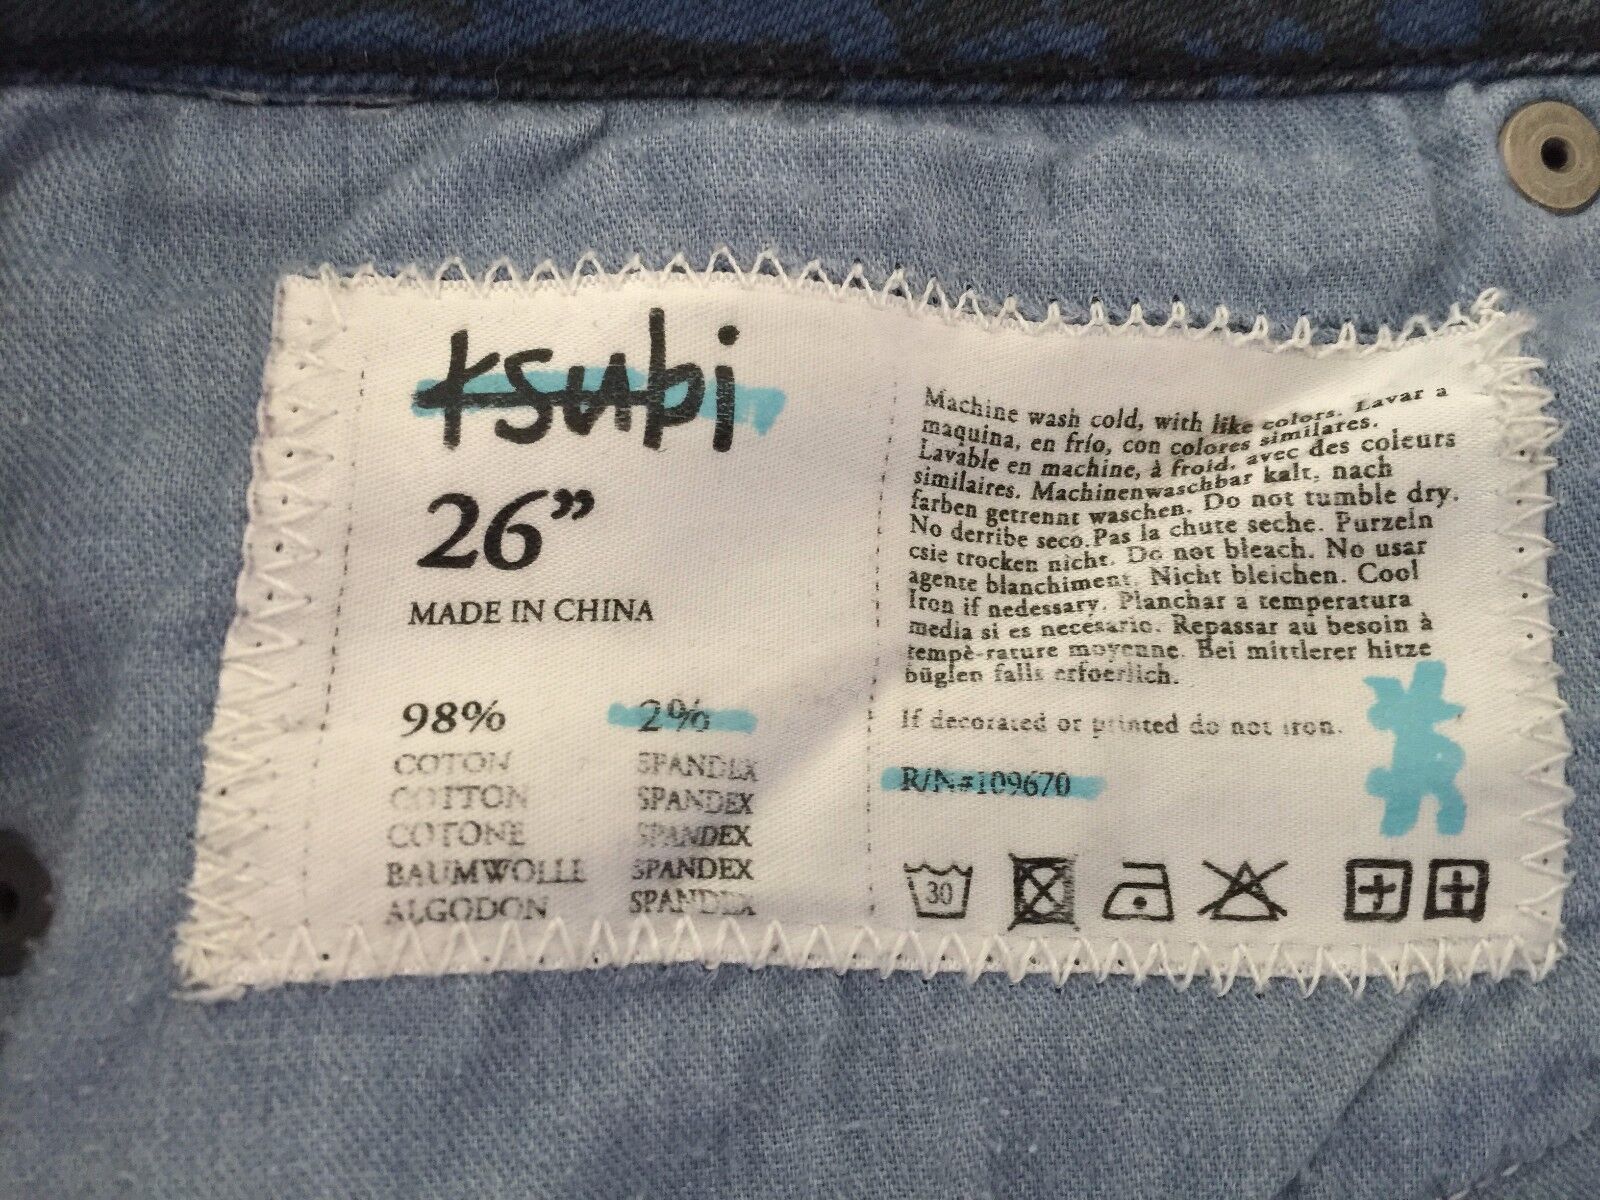 ksubi
26”
MADE IN CHINA
98%
COTON
COTTON
COTONE
BAUMWOLLE
ALGODON
2%
SPANDEX
SPANDEX
SPANDEX
SPANDEX
SPANDEX
Machine wash cold, with like colors. Lavar a
maquina, en frío, con colores similares.
Lavable en machine, à froid, avec des coleurs
similaires. Machinenwaschbar kalt, nach
farben getrennt waschen. Do not tumble dry.
No derribe seco.Pas la chute seche. Purzeln
csie trocken nicht. Do not bleach. No usar
agente blanchiment. Nicht bleichen. Cool
Iron if nedessary. Planchar a temperatura
media si es necesario. Repassar au besoin à
tempè-rature moyenne. Bei mittlerer hitze
büglen falls erfoerlich.
If decorated or printed do not iron.
R/N#109670
30